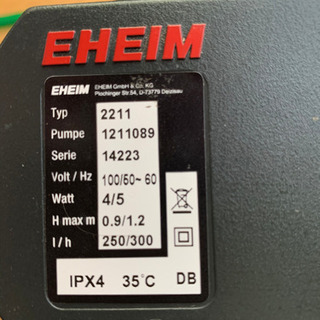 EHEIM
EHEIM EHEIM GmbH & Co. KG
Plochinger Str.54, D-73779 Deizisau
Typ 2211
Pumpe 1211089
Serie 14223
Volt / Hz 100/50~60
Watt 4/5
H max m 0.9/1.2
l/h 250/300
IPX4 35°C DB